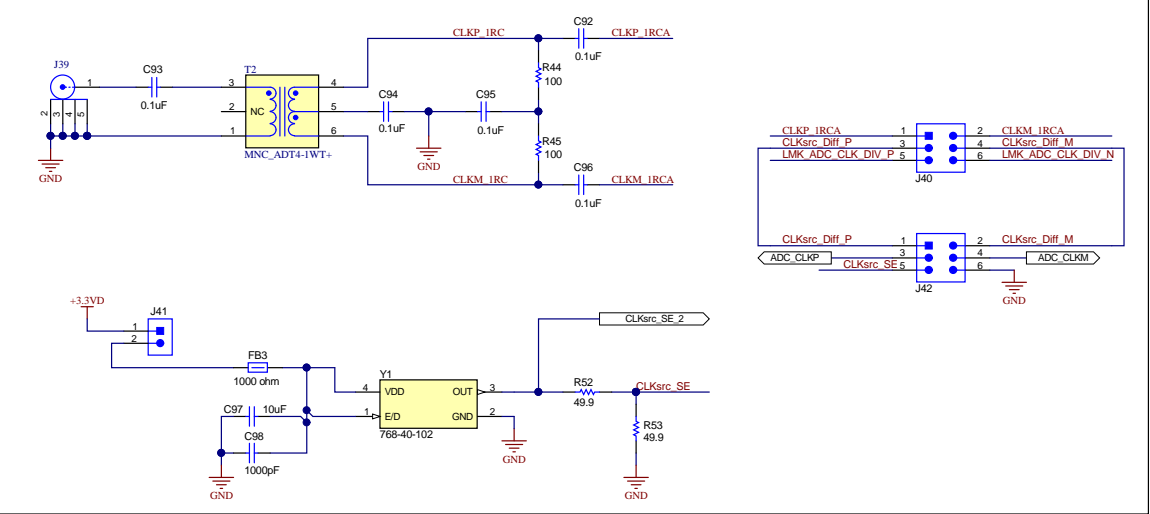 C92
CLKP_1RC
CLKP_1RCA
0.1uF
J39
1
C93
0.1uF
T2
3
4
R44
100
2
NC
5
C94
0.1uF
C95
0.1uF
1
6
MNC_ADT4-1WT+
2
3
4
5
GND
GND
R45
100
CLKM_1RC
C96
CLKM_1RCA
0.1uF
CLKP_1RCA
1
2
CLKM_1RCA
CLKsrc_Diff_P
3
4
CLKsrc_Diff_M
LMK_ADC_CLK_DIV_P
5
6
LMK_ADC_CLK_DIV_N
J40
CLKsrc_Diff_P
1
2
CLKsrc_Diff_M
ADC_CLKP
3
4
ADC_CLKM
CLKsrc_SE
5
6
J42
GND
+3.3VD
J41
1
2
CLKsrc_SE_2
FB3
1000 ohm
Y1
4
VDD
OUT
3
R52
49.9
CLKsrc_SE
C97
10uF
1
E/D
GND
2
768-40-102
C98
1000pF
R53
49.9
GND
GND
GND